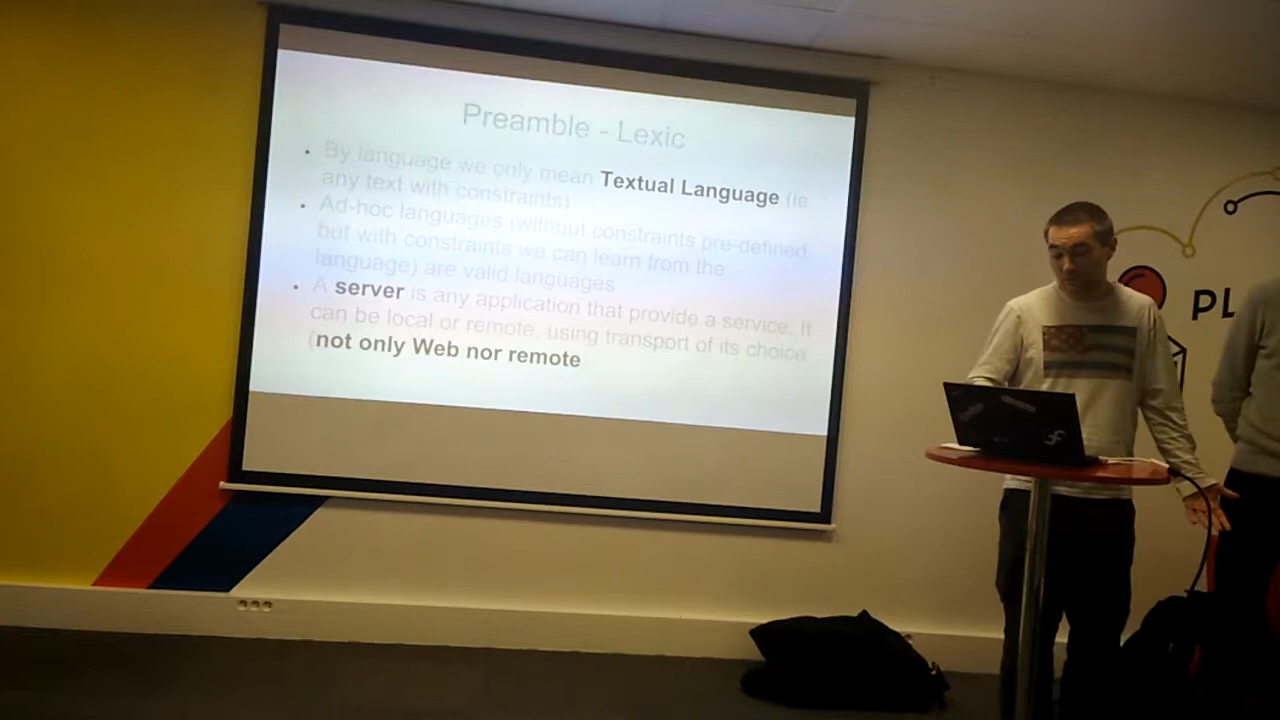 Preamble - Lexic
• By language we only mean Textual Language (ie
any text with constraints)
• Ad-hoc languages (without constraints pre-defined
but with constraints we can learn from the
language) are valid languages
• A server is any application that provide a service. It
can be local or remote, using transport of its choice
(not only Web nor remote
PL